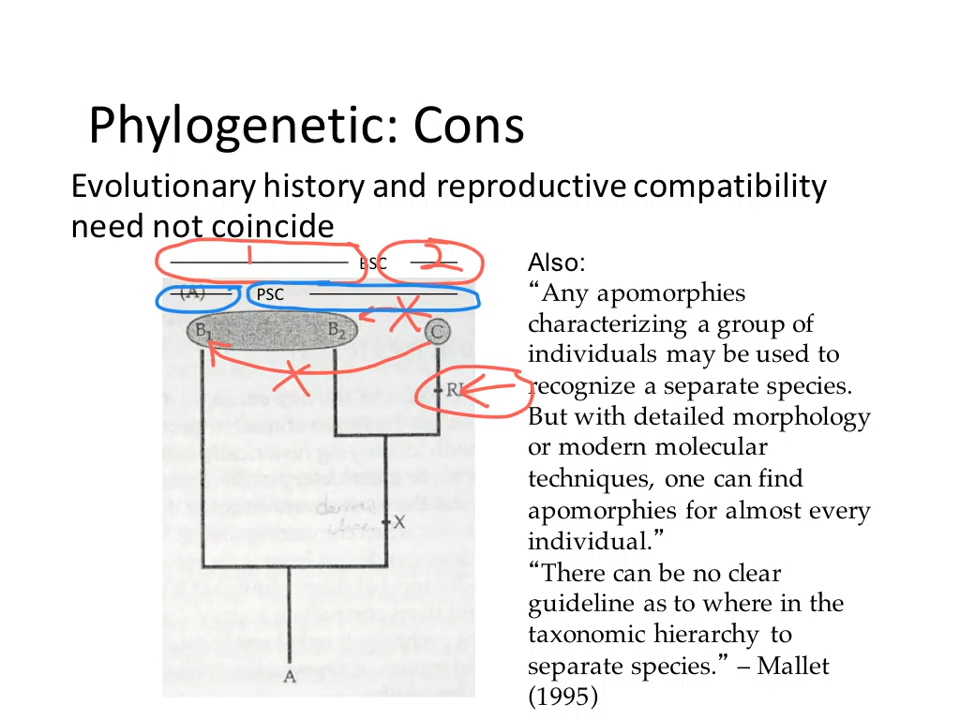 Phylogenetic: Cons
Evolutionary history and reproductive compatibility
need not coincide
1
BSC
2
(A)
PSC
B1
B2
C
RI
X
A
Also:
“Any apomorphies
characterizing a group of
individuals may be used to
recognize a separate species.
But with detailed morphology
or modern molecular
techniques, one can find
apomorphies for almost every
individual.”
“There can be no clear
guideline as to where in the
taxonomic hierarchy to
separate species.” – Mallet
(1995)